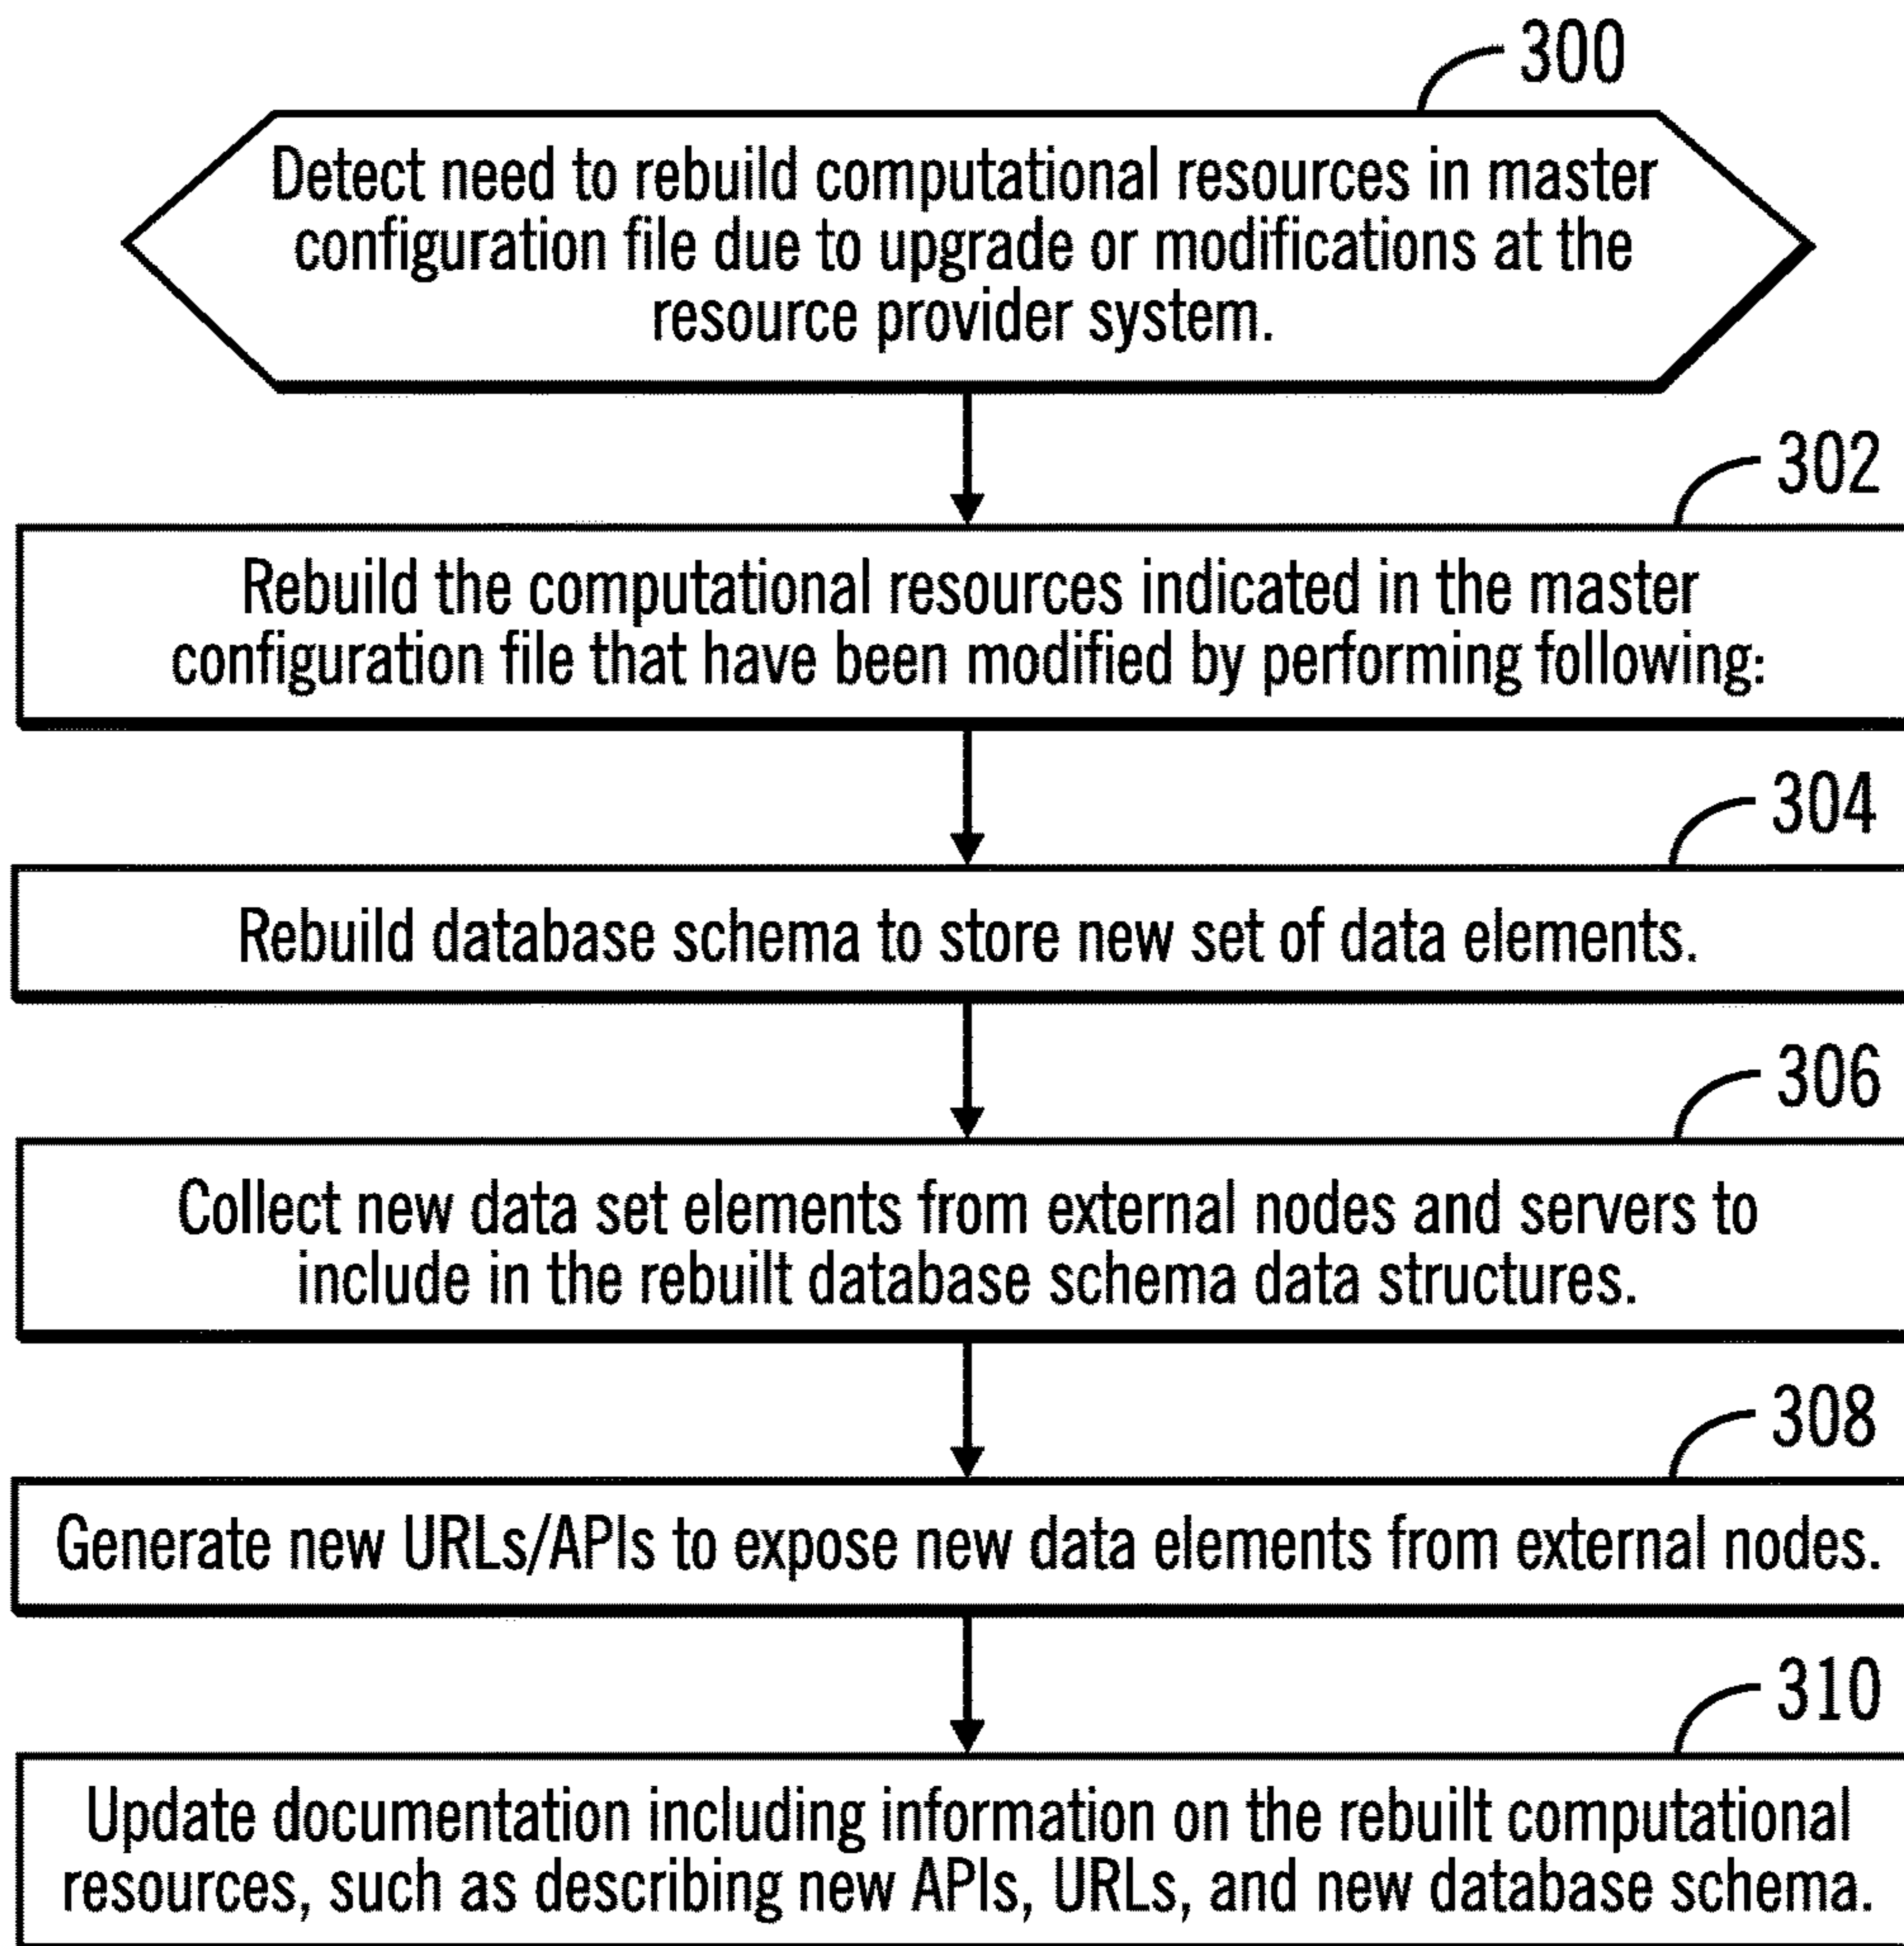 300
Detect need to rebuild computational resources in master
configuration file due to upgrade or modifications at the
resource provider system.
302
Rebuild the computational resources indicated in the master
configuration file that have been modified by performing following:
304
Rebuild database schema to store new set of data elements.
306
Collect new data set elements from external nodes and servers to
include in the rebuilt database schema data structures.
308
Generate new URLs/APIs to expose new data elements from external nodes.
310
Update documentation including information on the rebuilt computational
resources, such as describing new APIs, URLs, and new database schema.